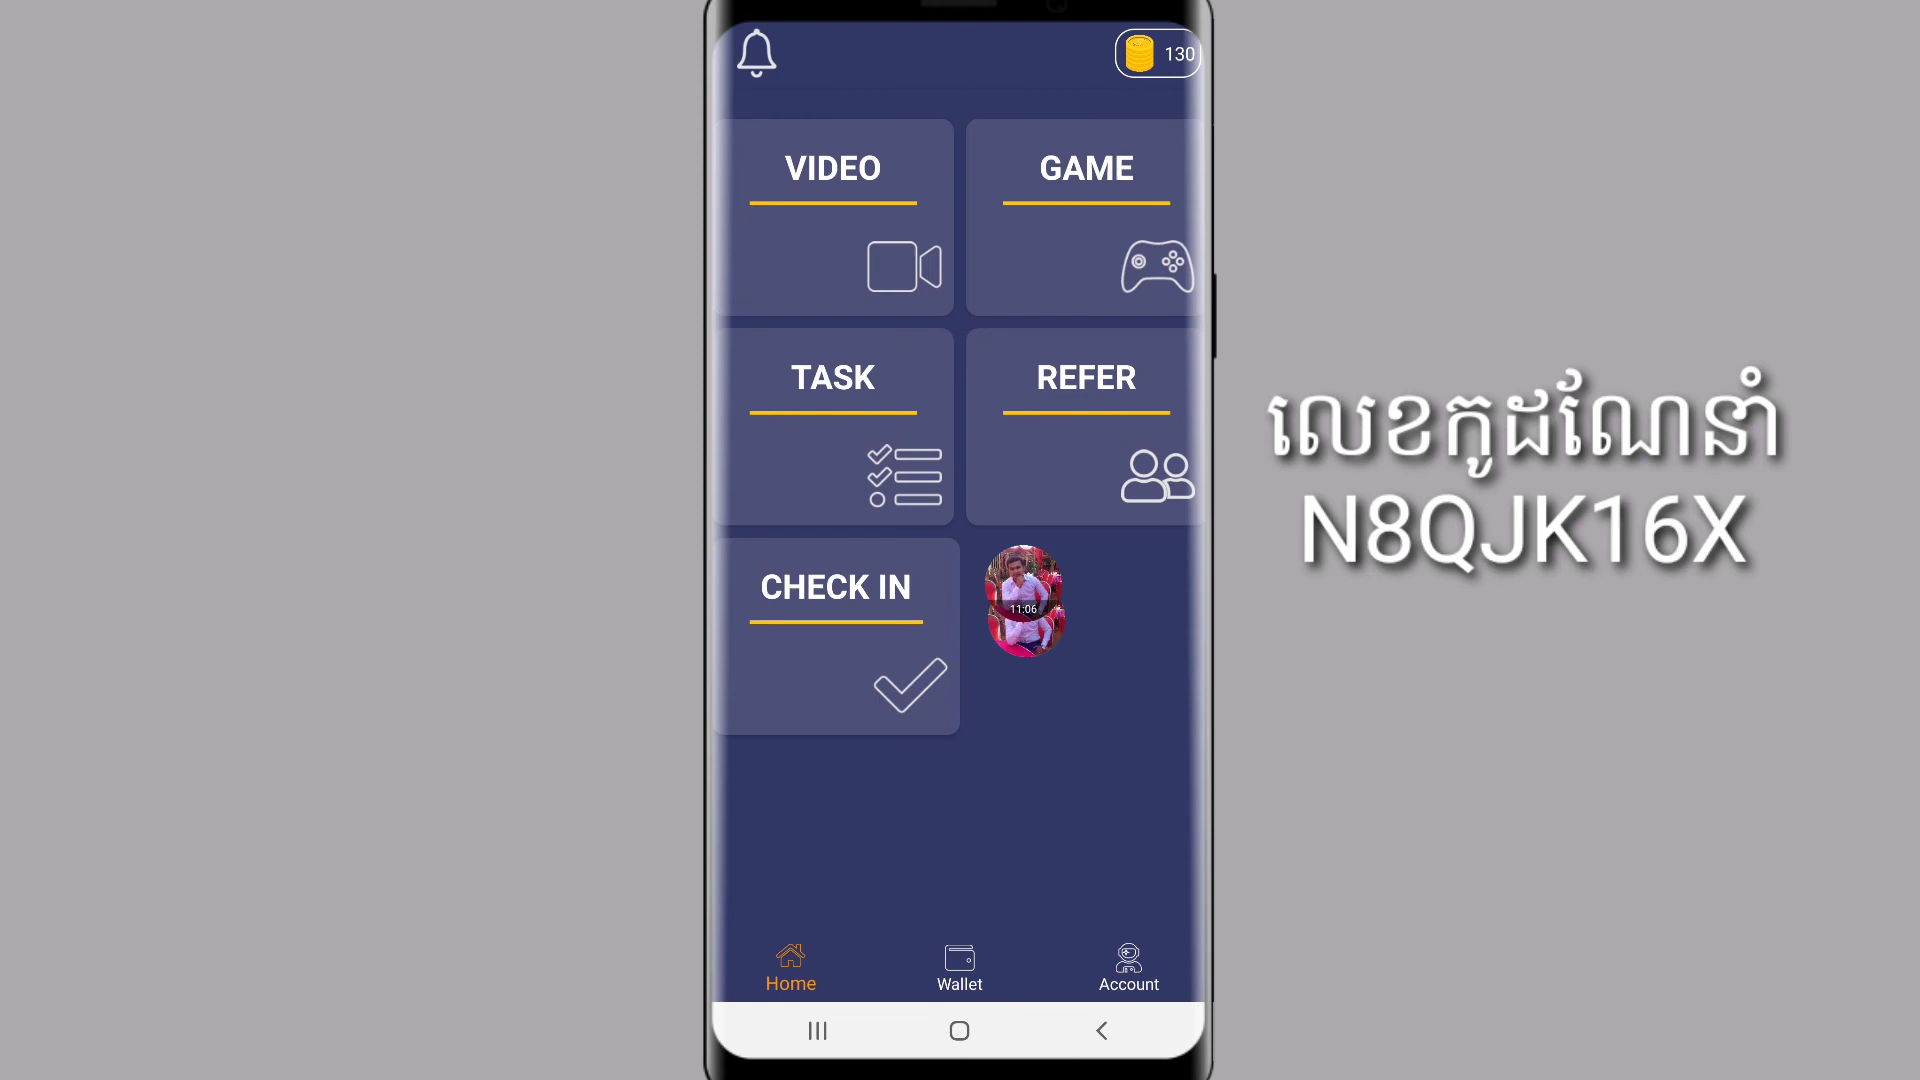 130
VIDEO
GAME
TASK
REFER
CHECK IN
11:06
Home
Wallet
Account
លេខកូដណែនាំ
N8QJK16X